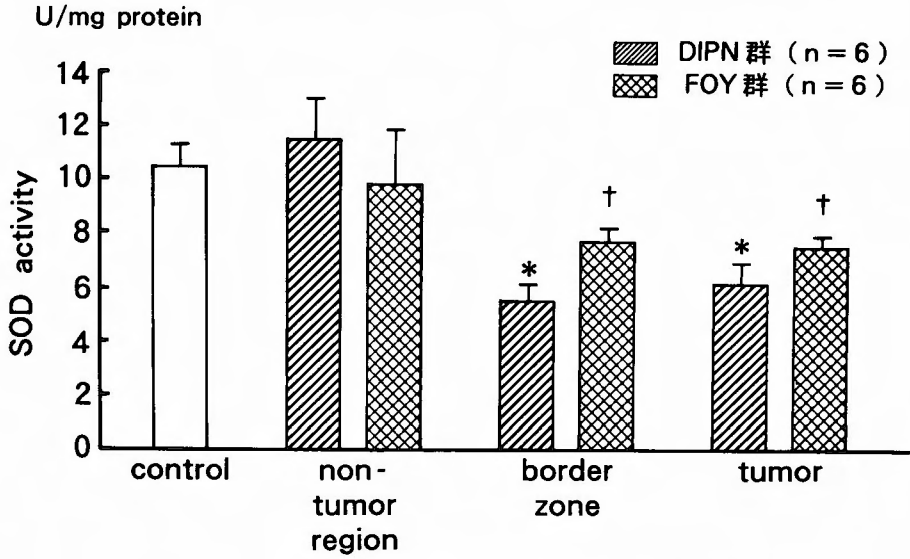 U/mg protein
DIPN群 (n=6)
FOY群 (n=6)
SOD activity
14
12
10
8
6
4
2
0
†
†
*
*
control
non-
tumor
region
border
zone
tumor